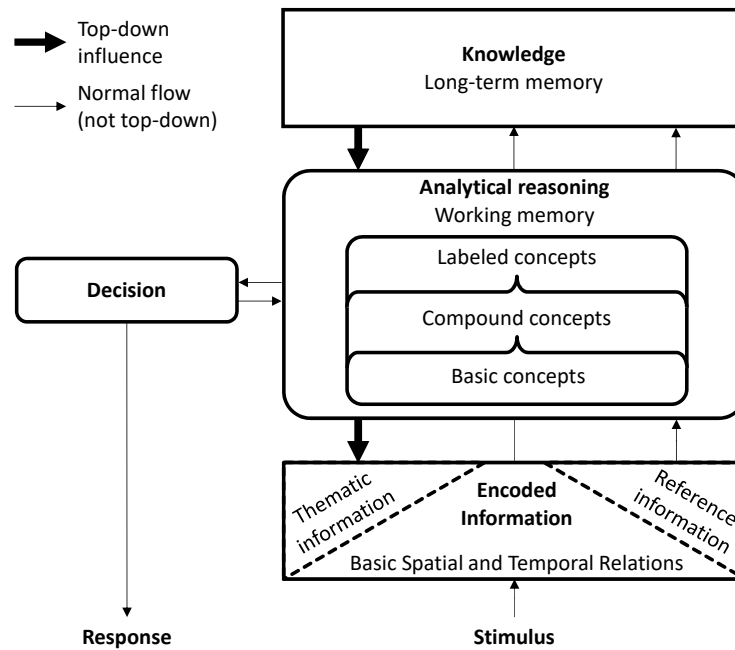 Top-down
influence
Normal flow
(not top-down)
Knowledge
Long-term memory
Analytical reasoning
Working memory
Labeled concepts
Compound concepts
Basic concepts
Decision
Thematic
information
Encoded
Information
Reference
information
Basic Spatial and Temporal Relations
Response
Stimulus